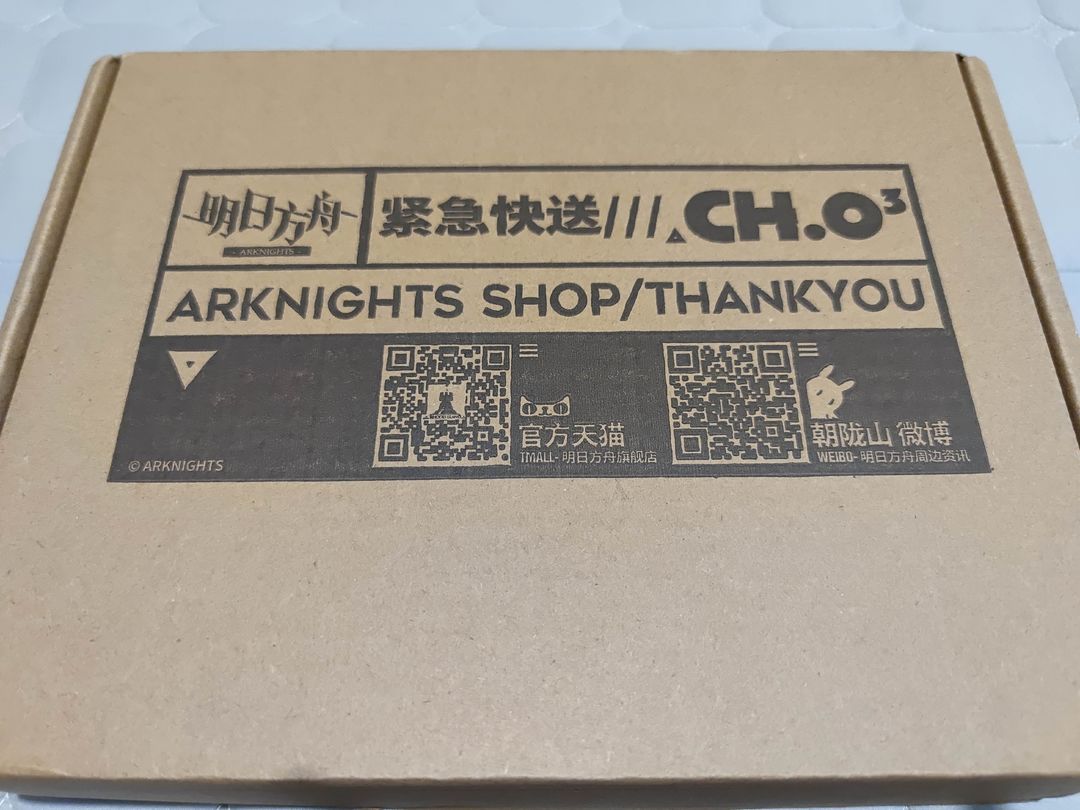 明日方舟
- ARKNIGHTS -
紧急快送///
CH.O³
ARKNIGHTS SHOP/THANKYOU
官方天猫
TMALL- 明日方舟旗舰店
朝陇山 微博
WEIBO- 明日方舟周边资讯
© ARKNIGHTS